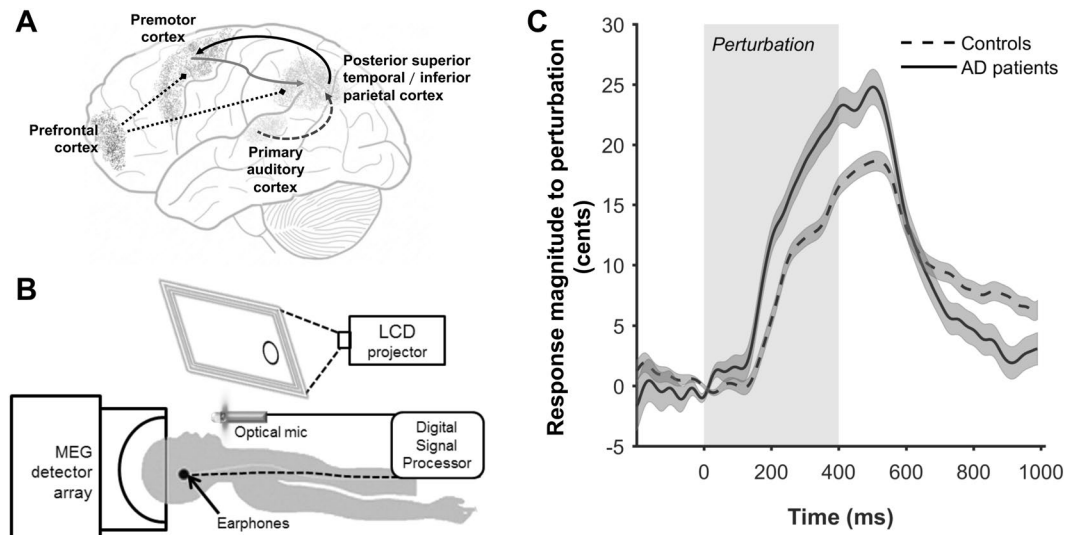 A
Premotor
cortex
Posterior superior
temporal / inferior
parietal cortex
Prefrontal
cortex
Primary
auditory
cortex
B
LCD
projector
Optical mic
Digital
Signal
Processor
MEG
detector
array
Earphones
C
Response magnitude to perturbation
(cents)
30
25
20
15
10
5
0
-5
Perturbation
Controls
AD patients
0 200 400 600 800 1000
Time (ms)